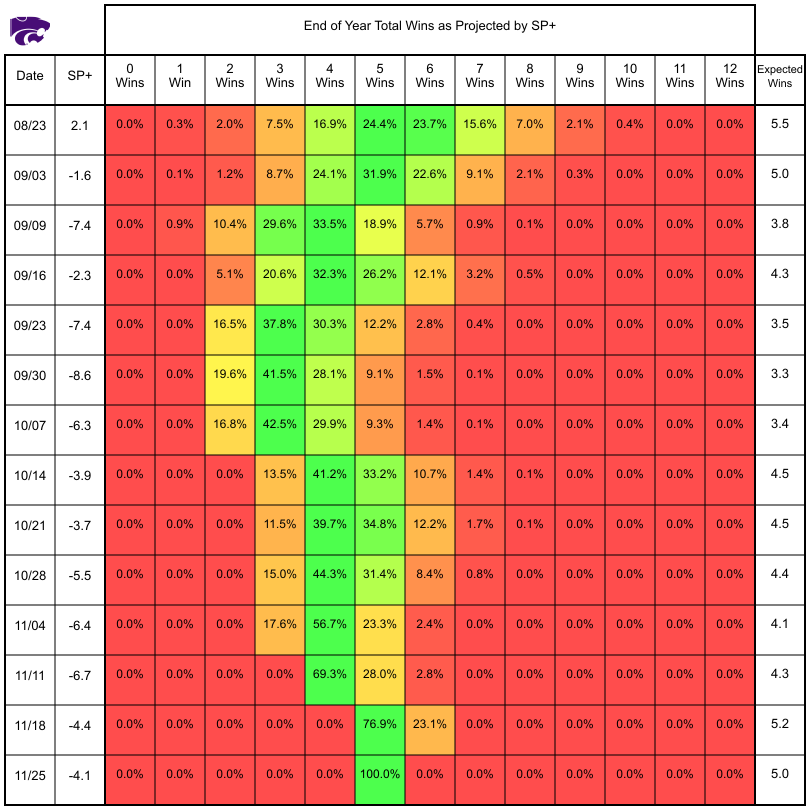 End of Year Total Wins as Projected by SP+
Date SP+ 0 Wins 1 Win 2 Wins 3 Wins 4 Wins 5 Wins 6 Wins 7 Wins 8 Wins 9 Wins 10 Wins 11 Wins 12 Wins Expected Wins
08/23 2.1 0.0% 0.3% 2.0% 7.5% 16.9% 24.4% 23.7% 15.6% 7.0% 2.1% 0.4% 0.0% 0.0% 5.5
09/03 -1.6 0.0% 0.1% 1.2% 8.7% 24.1% 31.9% 22.6% 9.1% 2.1% 0.3% 0.0% 0.0% 0.0% 5.0
09/09 -7.4 0.0% 0.9% 10.4% 29.6% 33.5% 18.9% 5.7% 0.9% 0.1% 0.0% 0.0% 0.0% 0.0% 3.8
09/16 -2.3 0.0% 0.0% 5.1% 20.6% 32.3% 26.2% 12.1% 3.2% 0.5% 0.0% 0.0% 0.0% 0.0% 4.3
09/23 -7.4 0.0% 0.0% 16.5% 37.8% 30.3% 12.2% 2.8% 0.4% 0.0% 0.0% 0.0% 0.0% 0.0% 3.5
09/30 -8.6 0.0% 0.0% 19.6% 41.5% 28.1% 9.1% 1.5% 0.1% 0.0% 0.0% 0.0% 0.0% 0.0% 3.3
10/07 -6.3 0.0% 0.0% 16.8% 42.5% 29.9% 9.3% 1.4% 0.1% 0.0% 0.0% 0.0% 0.0% 0.0% 3.4
10/14 -3.9 0.0% 0.0% 0.0% 13.5% 41.2% 33.2% 10.7% 1.4% 0.1% 0.0% 0.0% 0.0% 0.0% 4.5
10/21 -3.7 0.0% 0.0% 0.0% 11.5% 39.7% 34.8% 12.2% 1.7% 0.1% 0.0% 0.0% 0.0% 0.0% 4.5
10/28 -5.5 0.0% 0.0% 0.0% 15.0% 44.3% 31.4% 8.4% 0.8% 0.0% 0.0% 0.0% 0.0% 0.0% 4.4
11/04 -6.4 0.0% 0.0% 0.0% 17.6% 56.7% 23.3% 2.4% 0.0% 0.0% 0.0% 0.0% 0.0% 0.0% 4.1
11/11 -6.7 0.0% 0.0% 0.0% 0.0% 69.3% 28.0% 2.8% 0.0% 0.0% 0.0% 0.0% 0.0% 0.0% 4.3
11/18 -4.4 0.0% 0.0% 0.0% 0.0% 0.0% 76.9% 23.1% 0.0% 0.0% 0.0% 0.0% 0.0% 0.0% 5.2
11/25 -4.1 0.0% 0.0% 0.0% 0.0% 0.0% 100.0% 0.0% 0.0% 0.0% 0.0% 0.0% 0.0% 0.0% 5.0